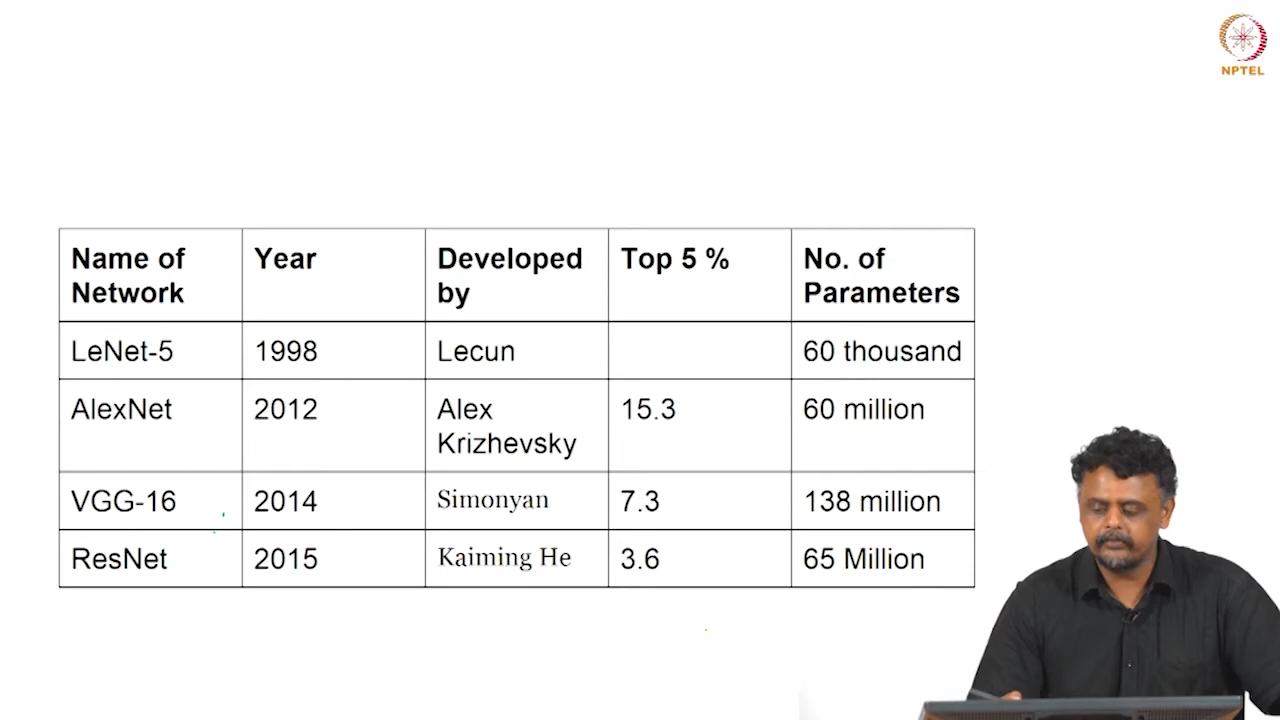 NPTEL
Name of Network Year Developed by Top 5 % No. of Parameters
LeNet-5 1998 Lecun 60 thousand
AlexNet 2012 Alex Krizhevsky 15.3 60 million
VGG-16 2014 Simonyan 7.3 138 million
ResNet 2015 Kaiming He 3.6 65 Million